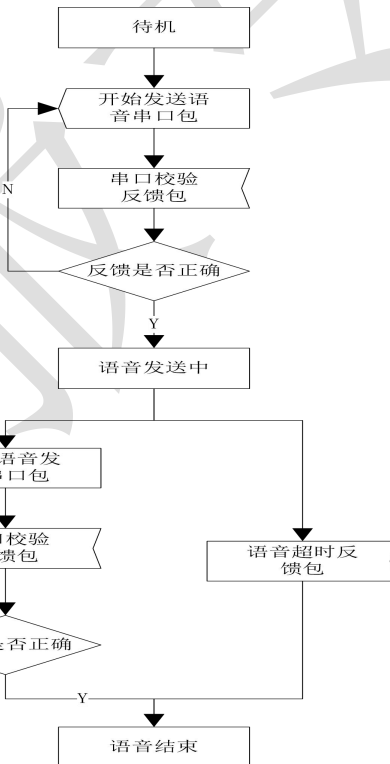 待机
开始发送语
音串口包
串口校验
反馈包
N
反馈是否正确
Y
语音发送中
语音发
口包
校验
馈包
语音超时反
馈包
否正确
Y
语音结束